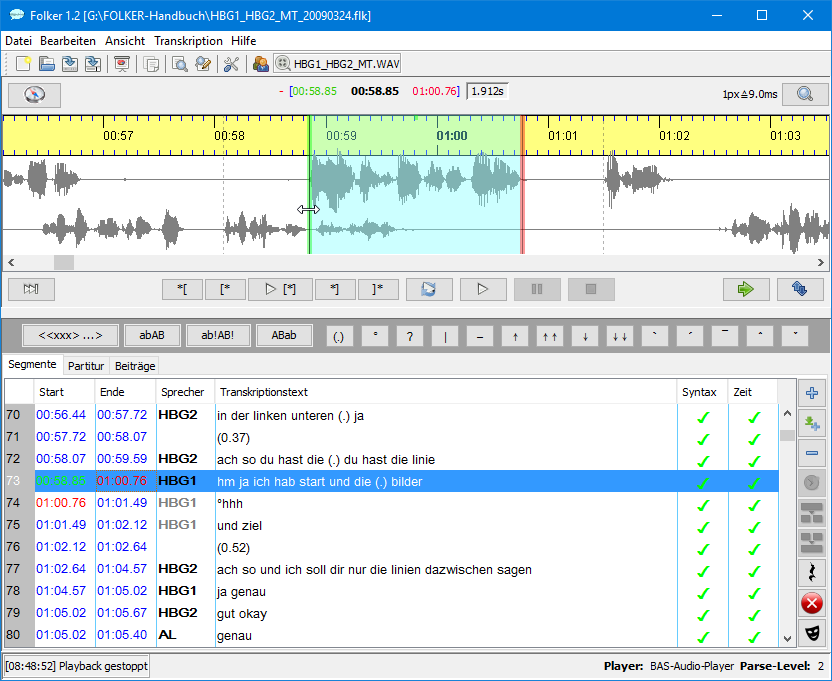 Folker 1.2 [G:\FOLKER-Handbuch\HBG1_HBG2_MT_20090324.flk]
Datei Bearbeiten Ansicht Transkription Hilfe
HBG1_HBG2_MT.WAV
- [00:58.85 00:58.85 01:00.76] 1.912s 1px≙9.0ms
00:57 00:58 00:59 01:00 01:01 01:02 01:03
*[ [* ▷ [*] *] ]*
<<xxx> ...> abAB ab!AB! ABab (.) ° ? | – ↑ ↑↑ ↓ ↓↓ ` ´ ¯ ˆ ˇ
Segmente Partitur Beiträge
Start Ende Sprecher Transkriptionstext Syntax Zeit
70 00:56.44 00:57.72 HBG2 in der linken unteren (.) ja ✓ ✓
71 00:57.72 00:58.07 (0.37) ✓ ✓
72 00:58.07 00:59.59 HBG2 ach so du hast die (.) du hast die linie ✓ ✓
73 00:58.85 01:00.76 HBG1 hm ja ich hab start und die (.) bilder ✓ ✓
74 01:00.76 01:01.49 HBG1 °hhh ✓ ✓
75 01:01.49 01:02.12 HBG1 und ziel ✓ ✓
76 01:02.12 01:02.64 (0.52) ✓ ✓
77 01:02.64 01:04.57 HBG2 ach so und ich soll dir nur die linien dazwischen sagen ✓ ✓
78 01:04.57 01:05.02 HBG1 ja genau ✓ ✓
79 01:05.02 01:05.67 HBG2 gut okay ✓ ✓
80 01:05.02 01:05.40 AL genau ✓ ✓
[08:48:52] Playback gestoppt Player: BAS-Audio-Player Parse-Level: 2